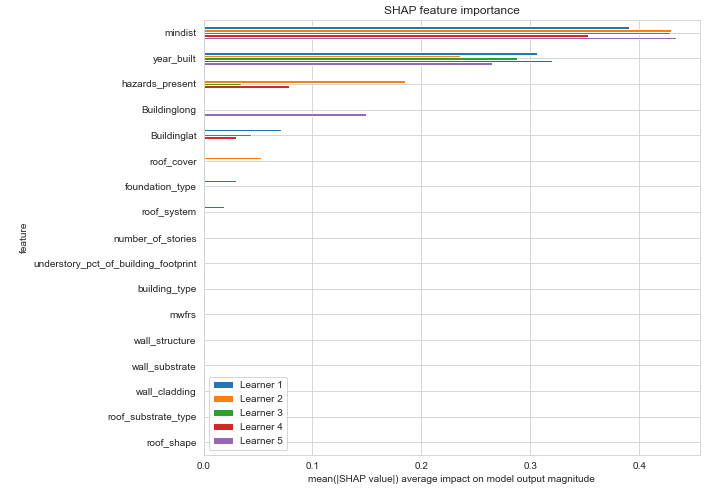 SHAP feature importance
mindist
year_built
hazards_present
Buildinglong
Buildinglat
roof_cover
foundation_type
roof_system
number_of_stories
understory_pct_of_building_footprint
building_type
mwfrs
wall_structure
wall_substrate
wall_cladding
roof_substrate_type
roof_shape
feature
Learner 1
Learner 2
Learner 3
Learner 4
Learner 5
0.0 0.1 0.2 0.3 0.4
mean(|SHAP value|) average impact on model output magnitude